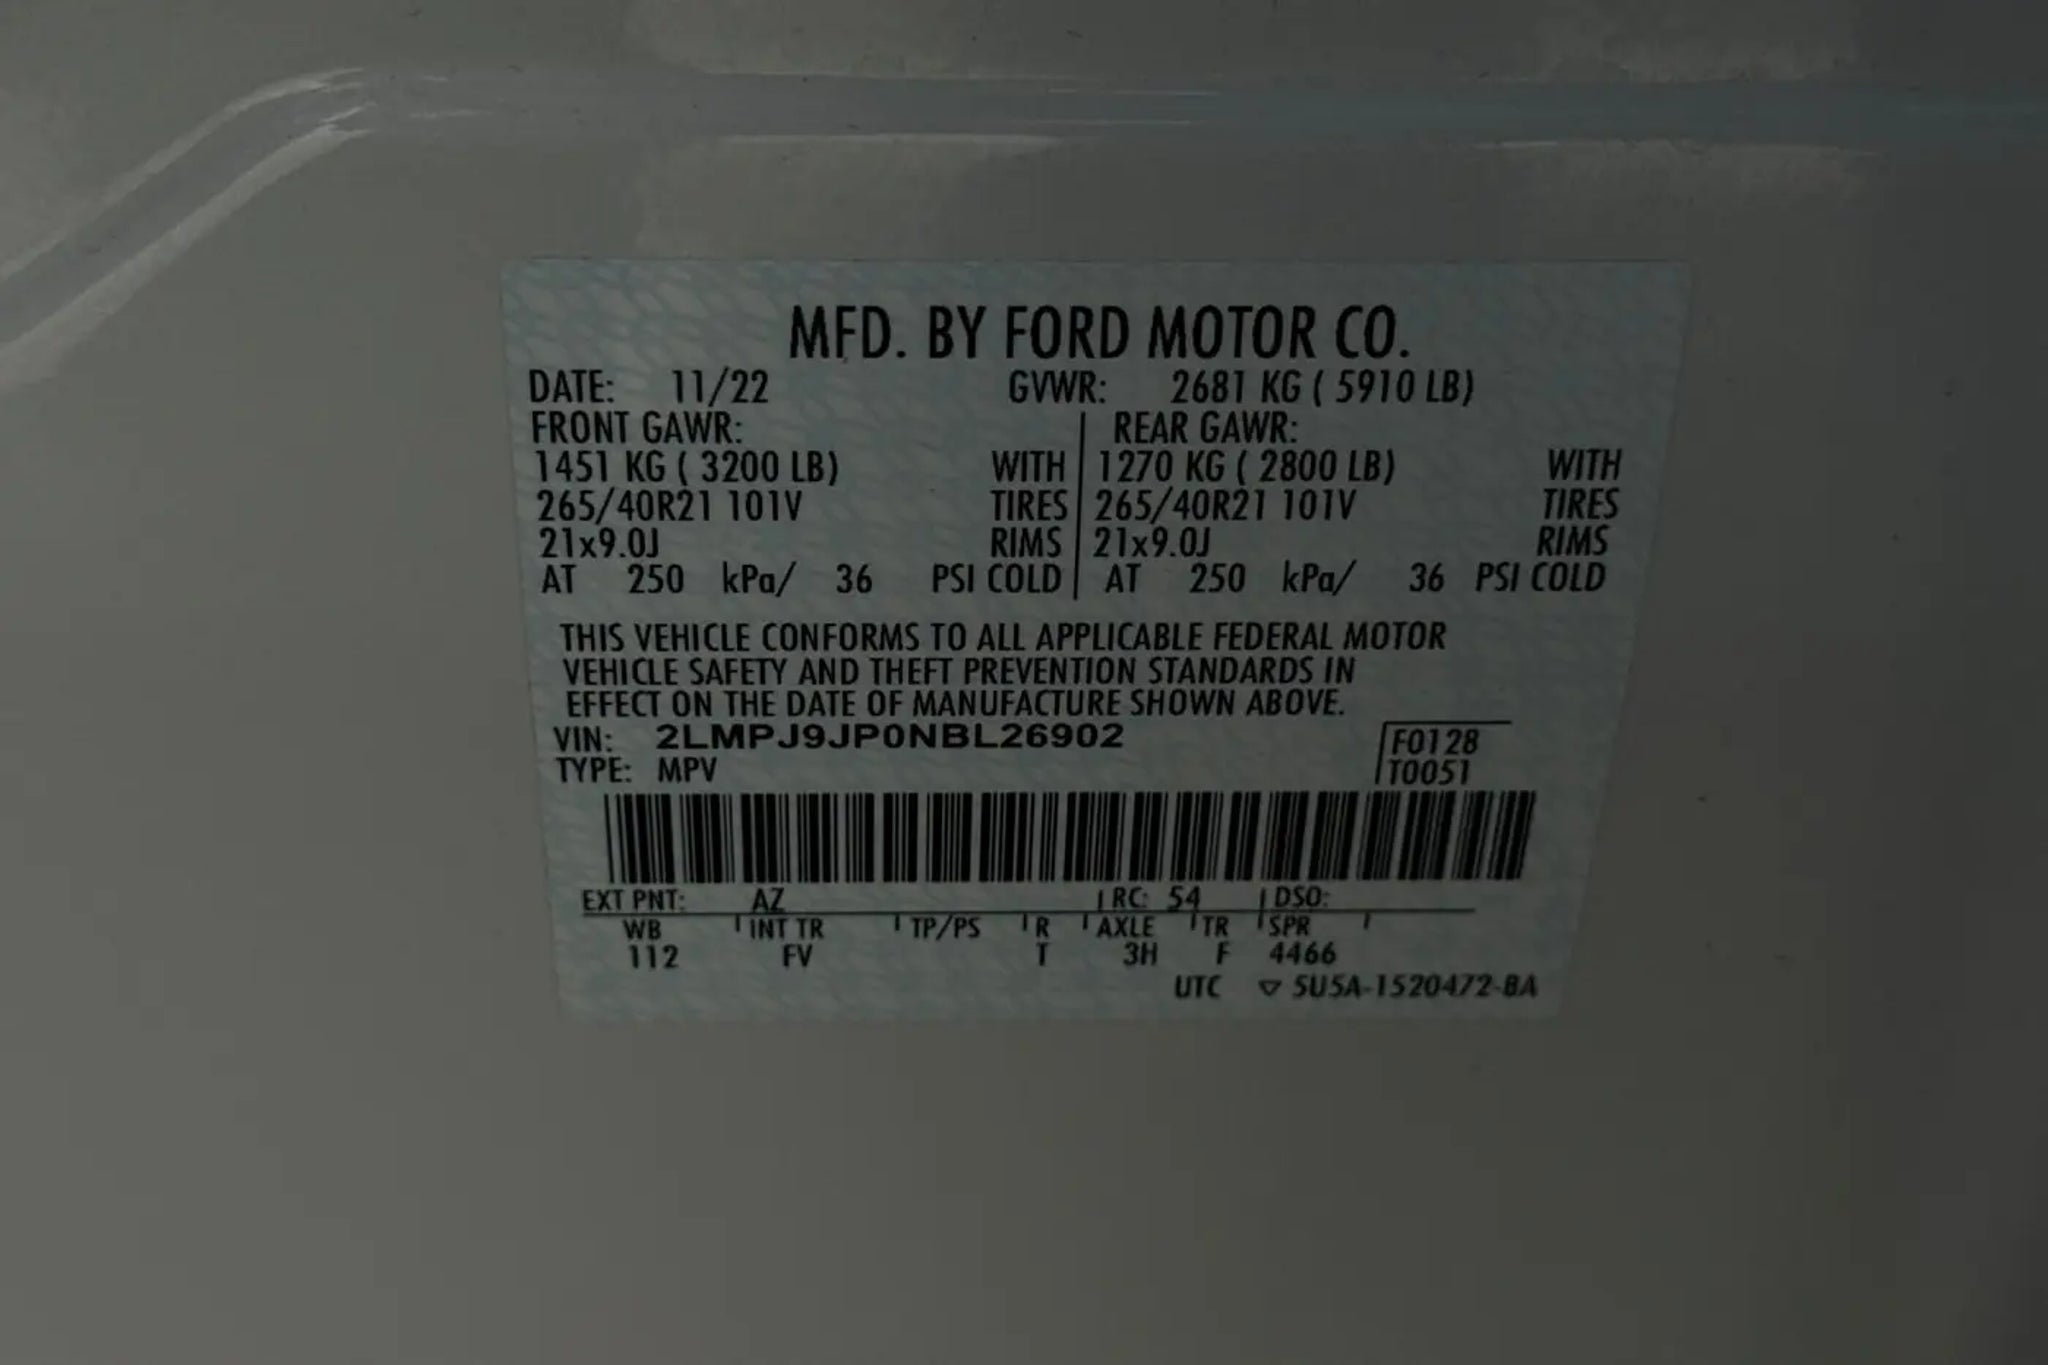 MFD. BY FORD MOTOR CO.
DATE: 11/22 GVWR: 2681 KG ( 5910 LB)
FRONT GAWR: REAR GAWR:
1451 KG ( 3200 LB) WITH 1270 KG ( 2800 LB) WITH
265/40R21 101V TIRES 265/40R21 101V TIRES
21x9.0J RIMS 21x9.0J RIMS
AT 250 kPa/ 36 PSI COLD AT 250 kPa/ 36 PSI COLD
THIS VEHICLE CONFORMS TO ALL APPLICABLE FEDERAL MOTOR
VEHICLE SAFETY AND THEFT PREVENTION STANDARDS IN
EFFECT ON THE DATE OF MANUFACTURE SHOWN ABOVE.
VIN: 2LMPJ9JP0NBL26902 F0128
TYPE: MPV T0051
EXT PNT: AZ RC: 54 DSO:
WB INT TR TP/PS R AXLE TR SPR
112 FV T 3H F 4466
UTC ▽ 5U5A-1520472-BA